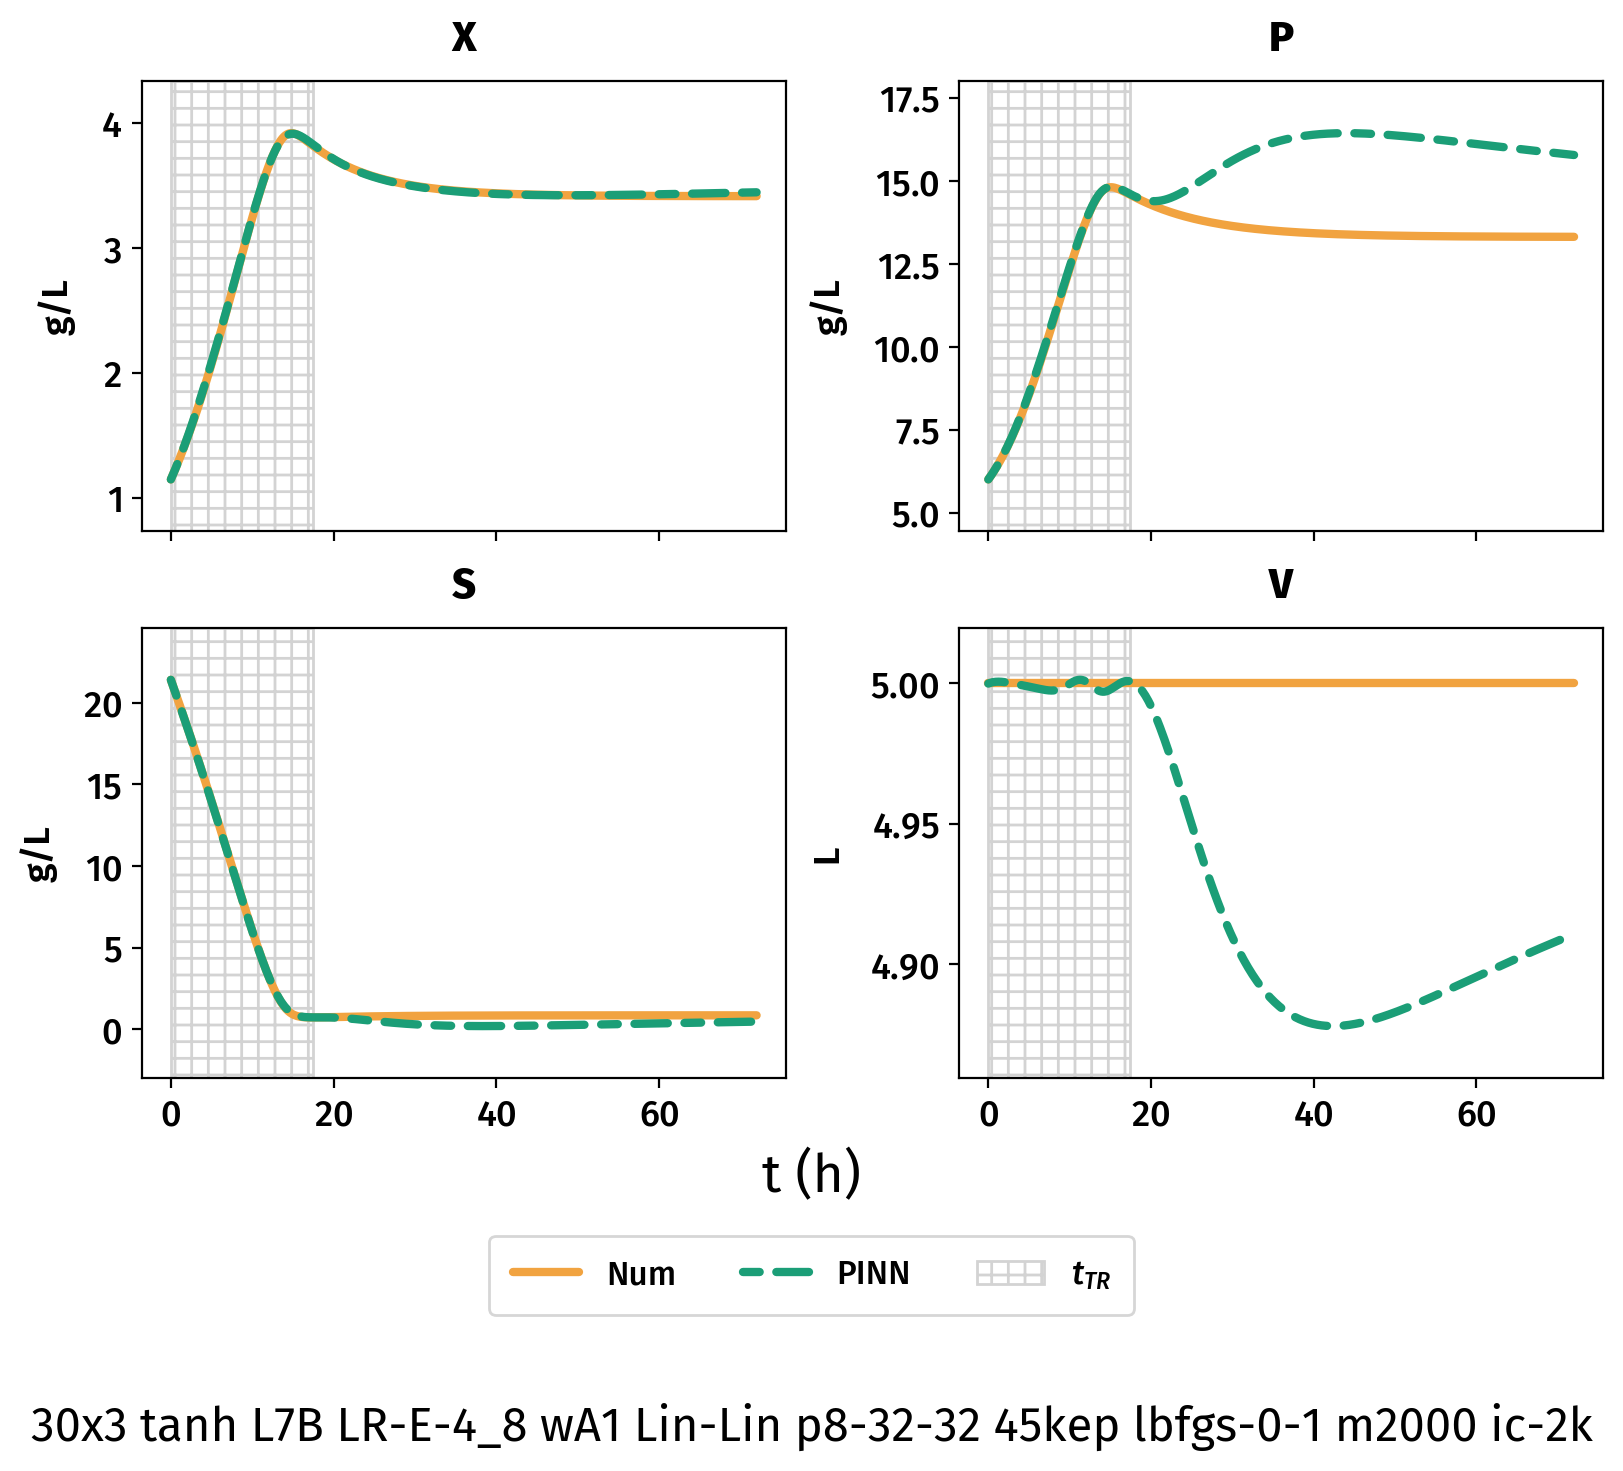 X
P
4
3
2
1
g/L
17.5
15.0
12.5
10.0
7.5
5.0
g/L
S
V
20
15
10
5
0
g/L
0 20 40 60
5.00
4.95
4.90
L
0 20 40 60
t (h)
Num PINN t_TR
30x3 tanh L7B LR-E-4_8 wA1 Lin-Lin p8-32-32 45kep lbfgs-0-1 m2000 ic-2k